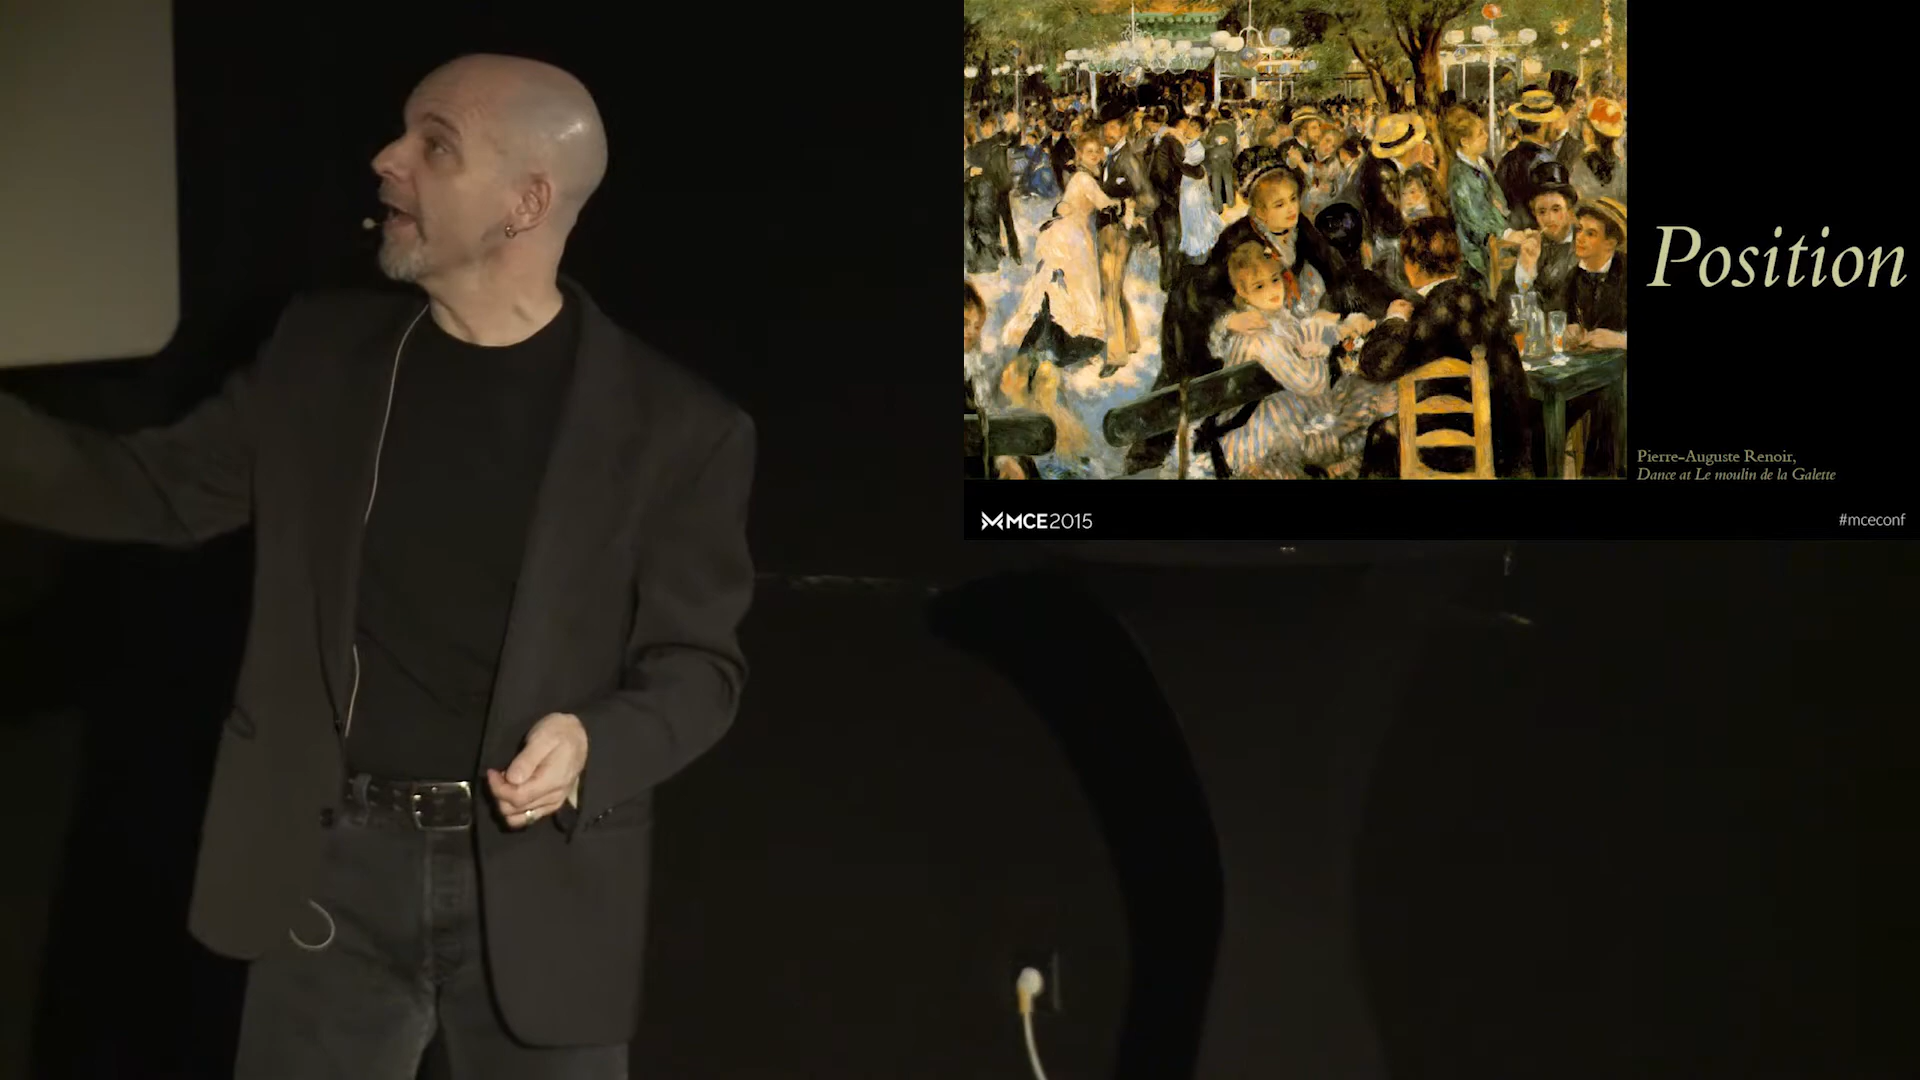 Position
Pierre-Auguste Renoir,
Dance at Le moulin de la Galette
MCE2015
#mceconf